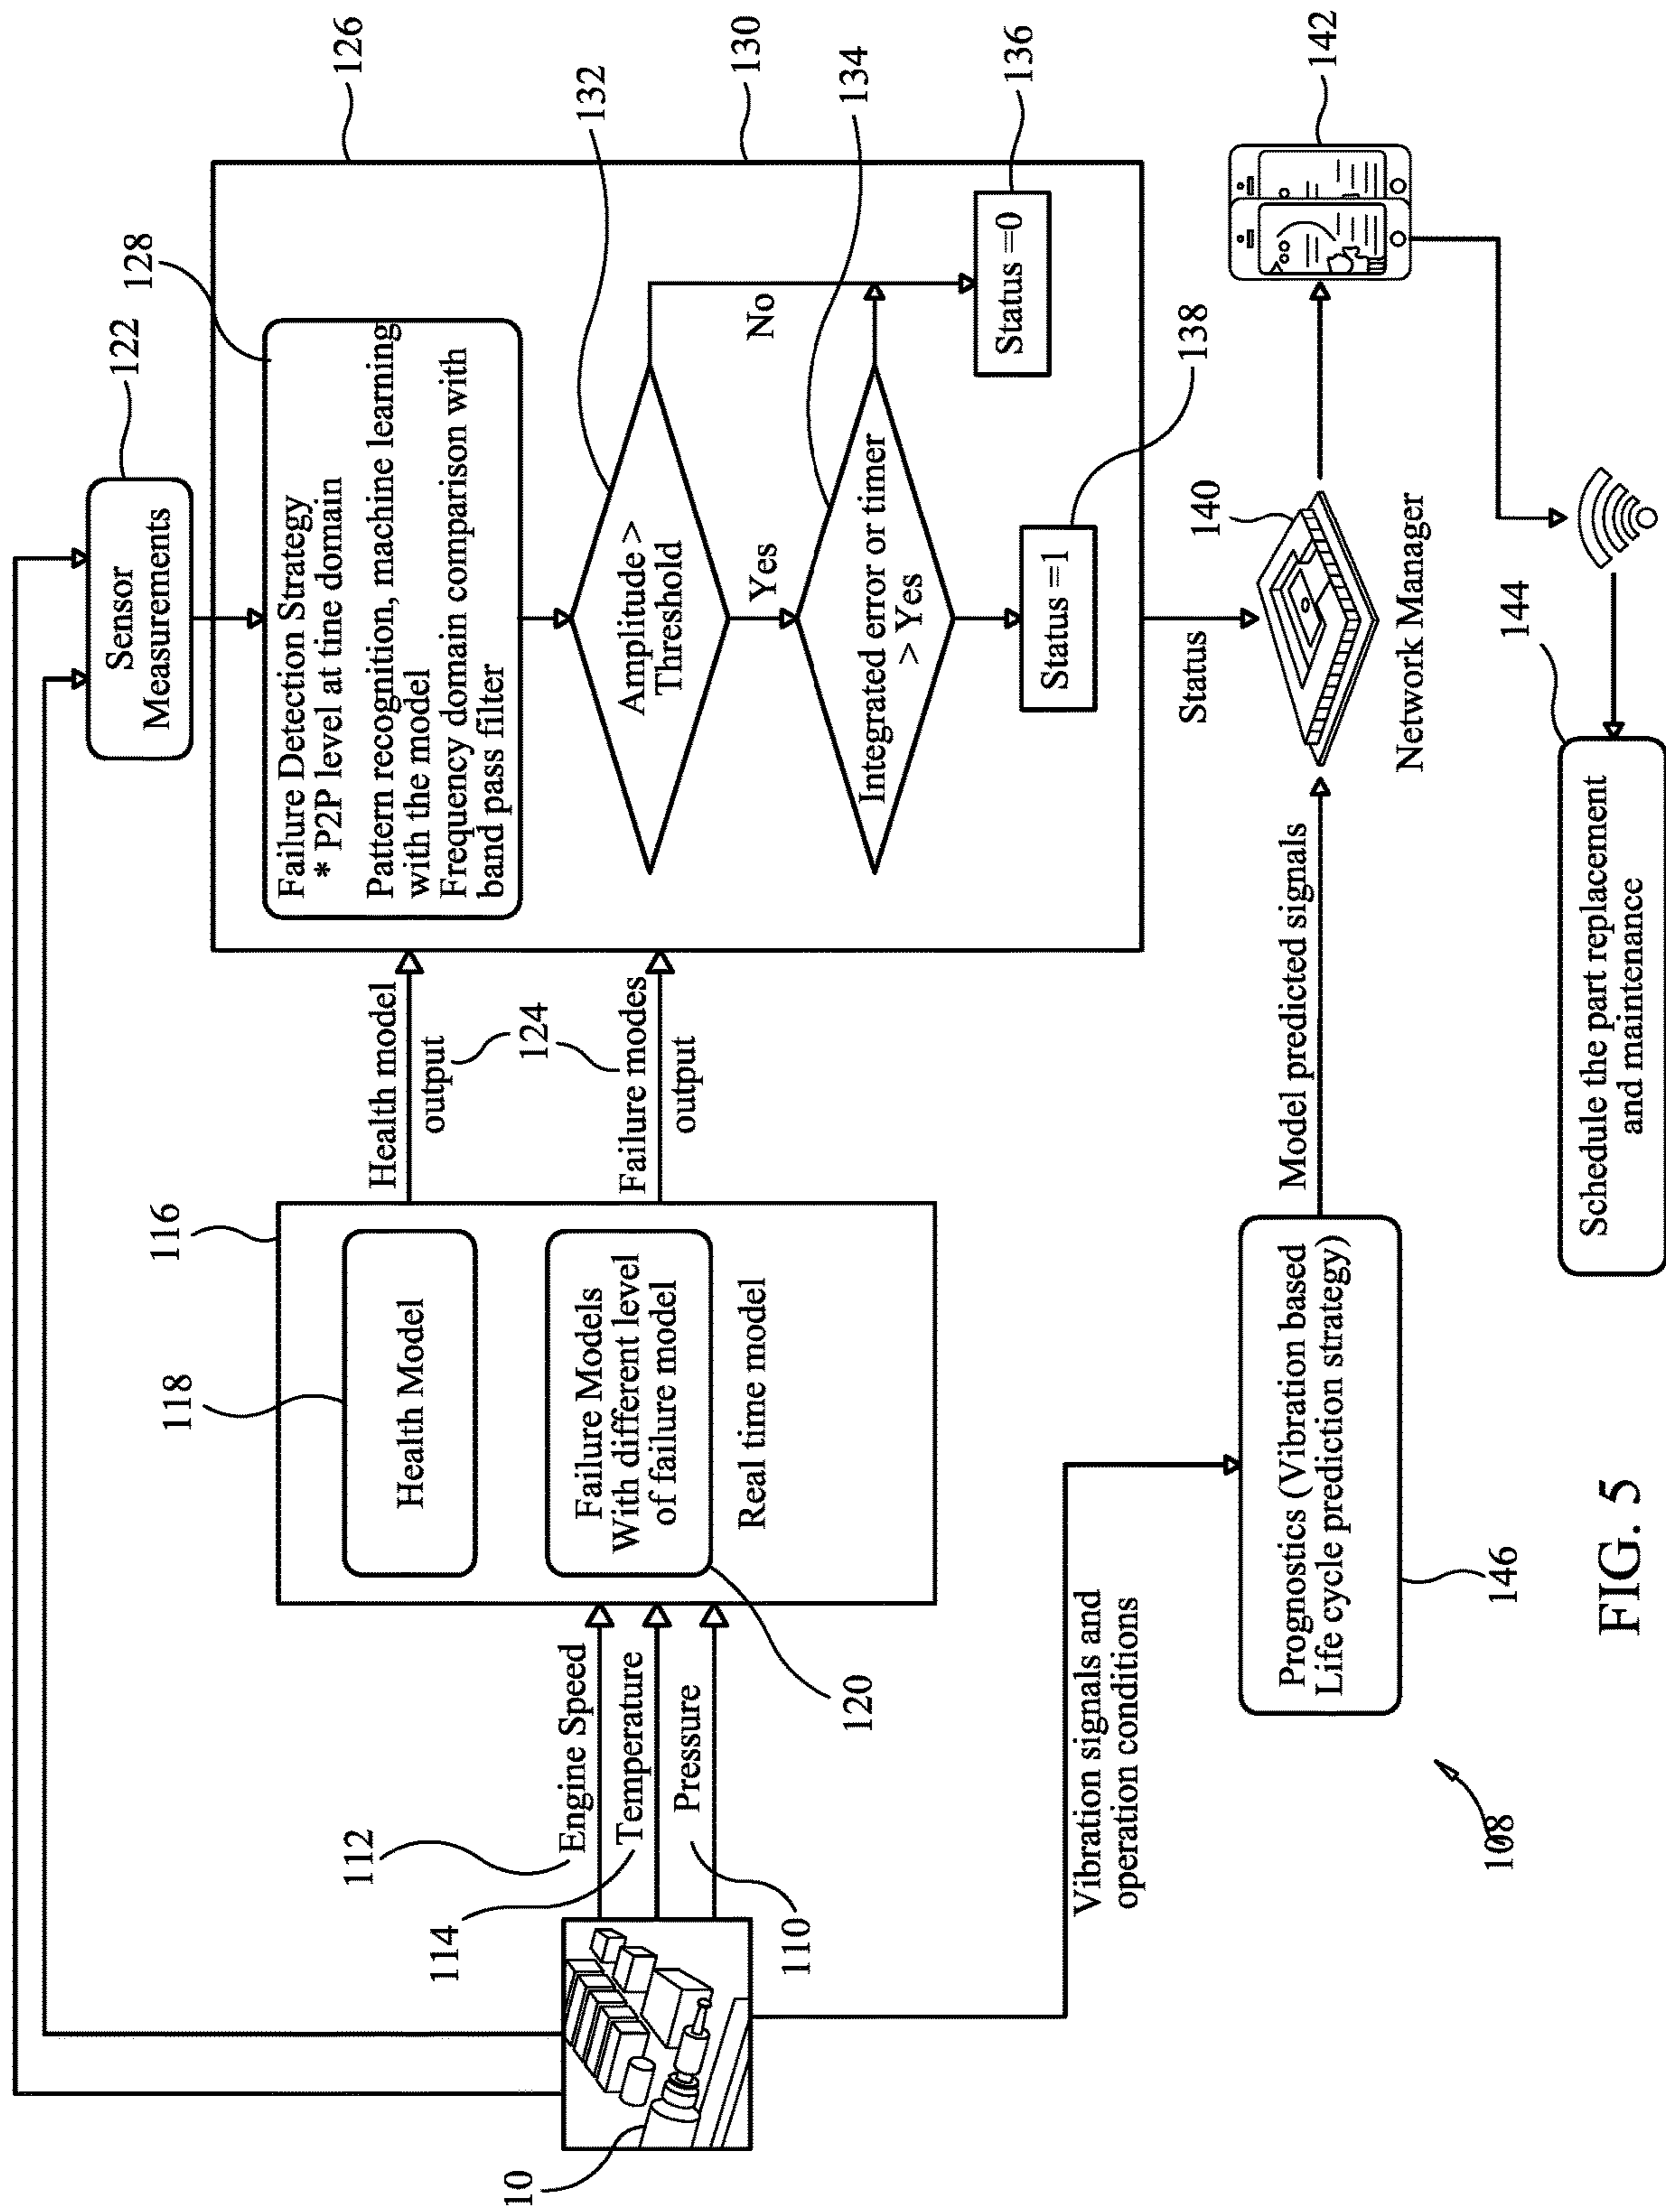 126
130
136
142
122
128
132
134
Sensor
Measurements
Failure Detection Strategy
* P2P level at tine domain
Pattern recognition, machine learning
with the model
Frequency domain comparison with
band pass filter
Amplitude >
Threshold
No
Yes
Integrated error or timer
> Yes
Status =0
Status =1
138
Status
140
Network Manager
144
Schedule the part replacement
and maintenance
Health model
output
124
Failure modes
output
116
118
Health Model
Failure Models
With different level
of failure model
Real time model
120
112
Engine Speed
114
Temperature
Pressure
110
10
Vibration signals and
operation conditions
Model predicted signals
Prognostics (Vibration based
Life cycle prediction strategy)
146
108
FIG. 5